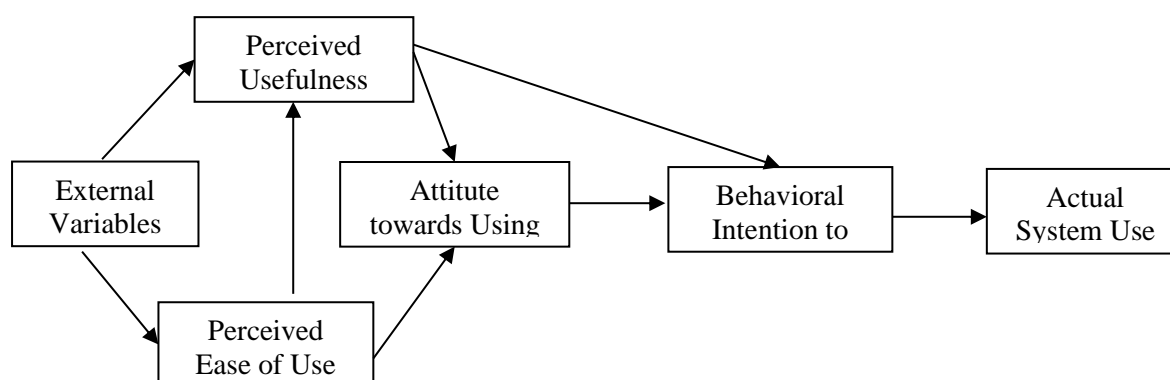 Perceived
Usefulness
External
Variables
Attitute
towards Using
Behavioral
Intention to
Actual
System Use
Perceived
Ease of Use